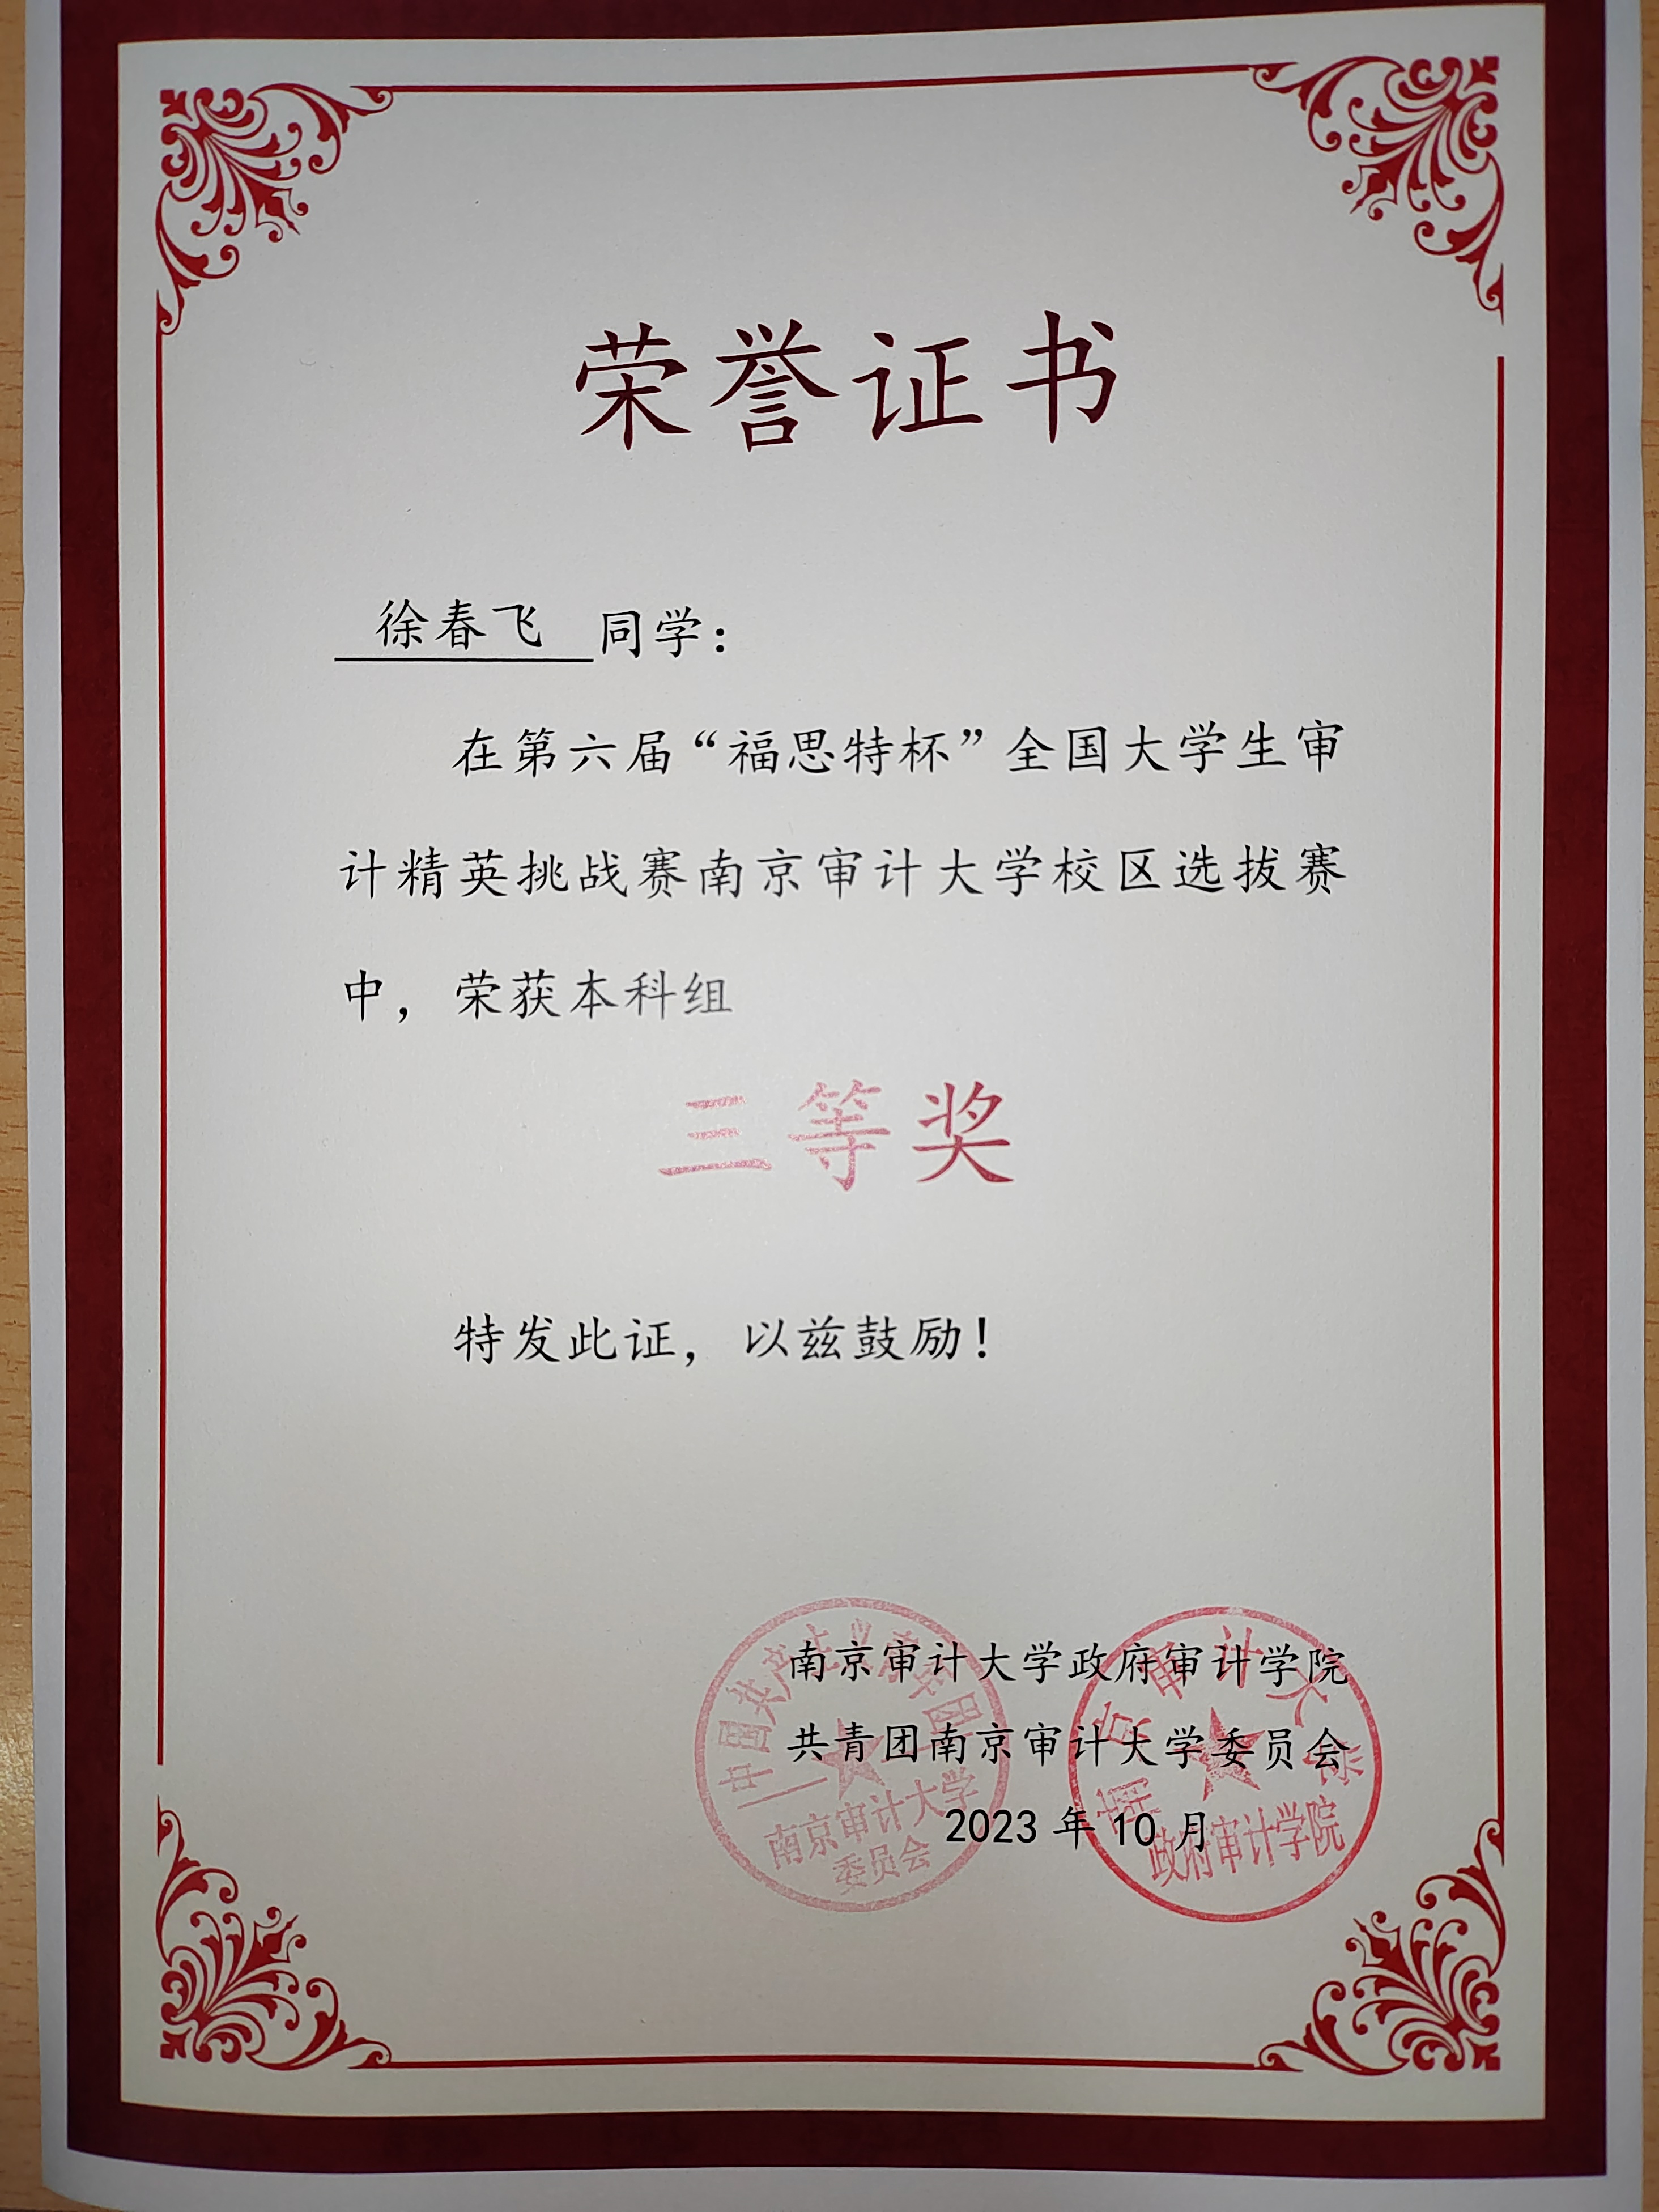 荣誉证书
徐春飞 同学：
在第六届“福思特杯”全国大学生审
计精英挑战赛南京审计大学校区选拔赛
中，荣获本科组
三等奖
特发此证，以兹鼓励！
南京审计大学政府审计学院
共青团南京审计大学委员会
2023 年 10 月
中国共产主义青年团
南京审计大学
委员会
南京审计大学
政府审计学院